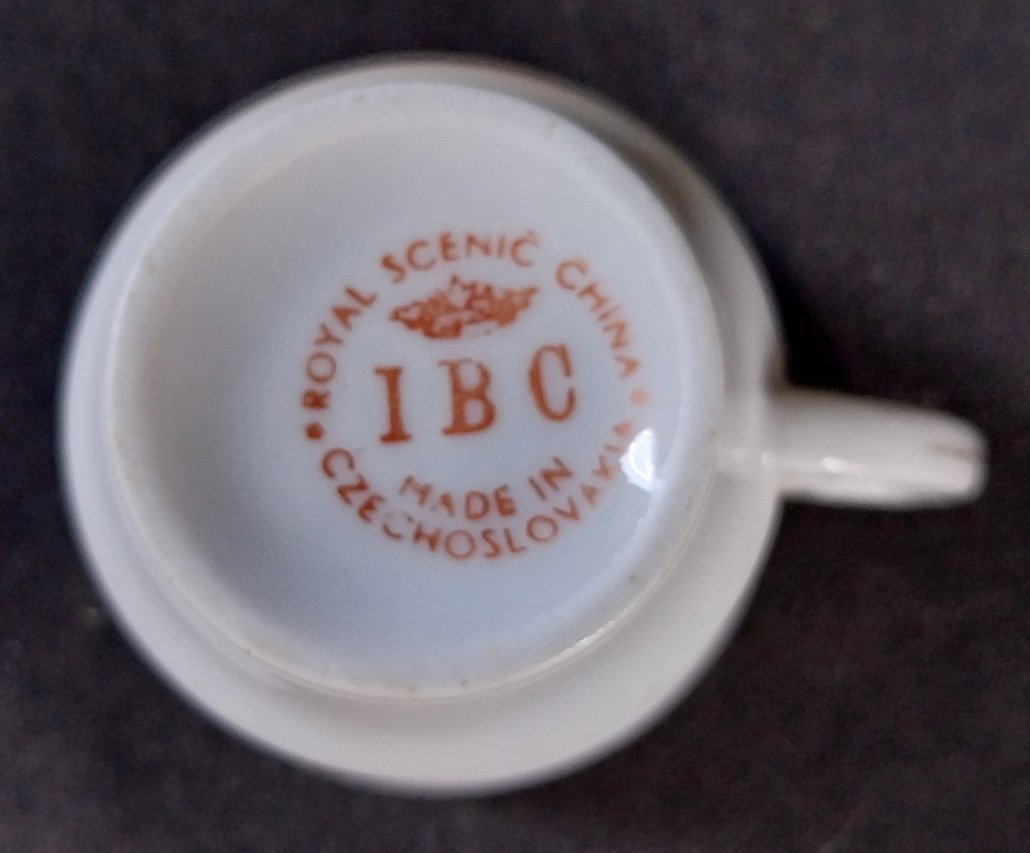 ROYAL SCENIC CHINA
IBC
MADE IN
CZECHOSLOVAKIA